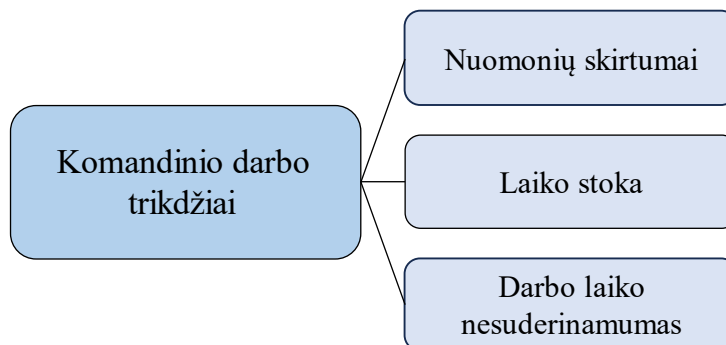 Komandinio darbo
trikdžiai
Nuomonių skirtumai
Laiko stoka
Darbo laiko
nesuderinamumas